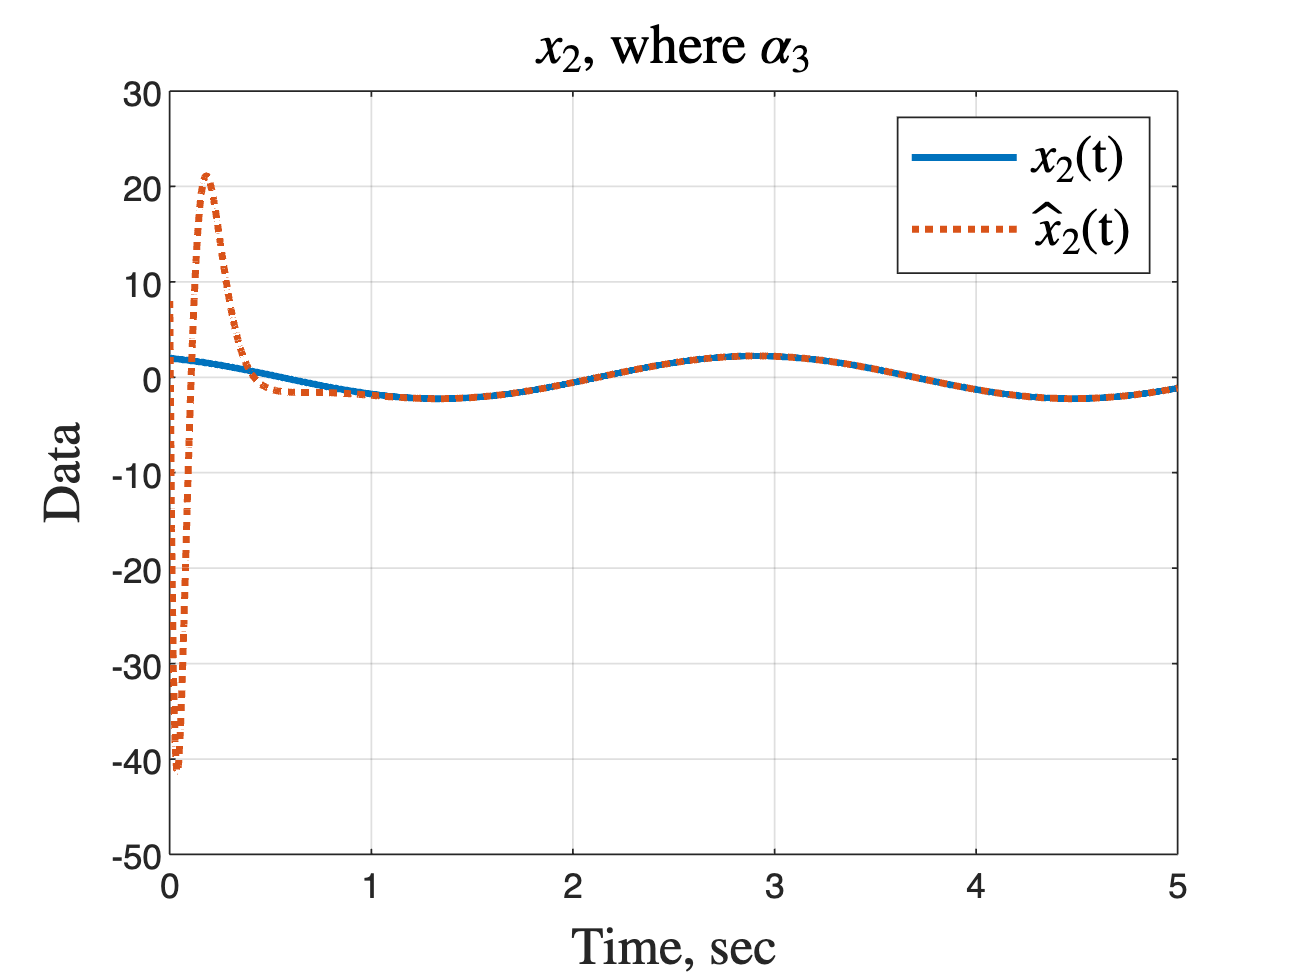 x₂, where α₃
30
20
10
0
-10
-20
-30
-40
-50
Data
x₂(t)
x̂₂(t)
0 1 2 3 4 5
Time, sec